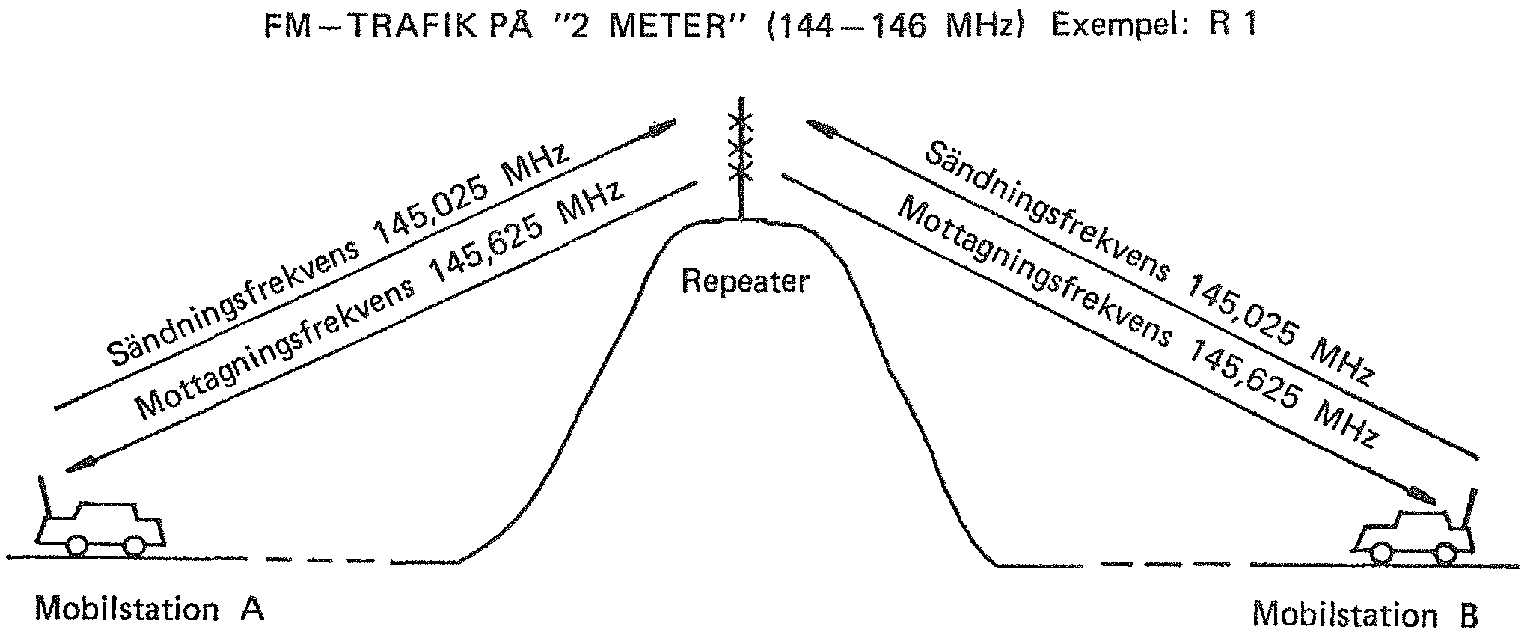 FM–TRAFIK PÅ "2 METER" (144–146 MHz) Exempel: R 1
Sändningsfrekvens 145,025 MHz
Mottagningsfrekvens 145,625 MHz
Sändningsfrekvens 145,025 MHz
Mottagningsfrekvens 145,625 MHz
Repeater
Mobilstation A
Mobilstation B